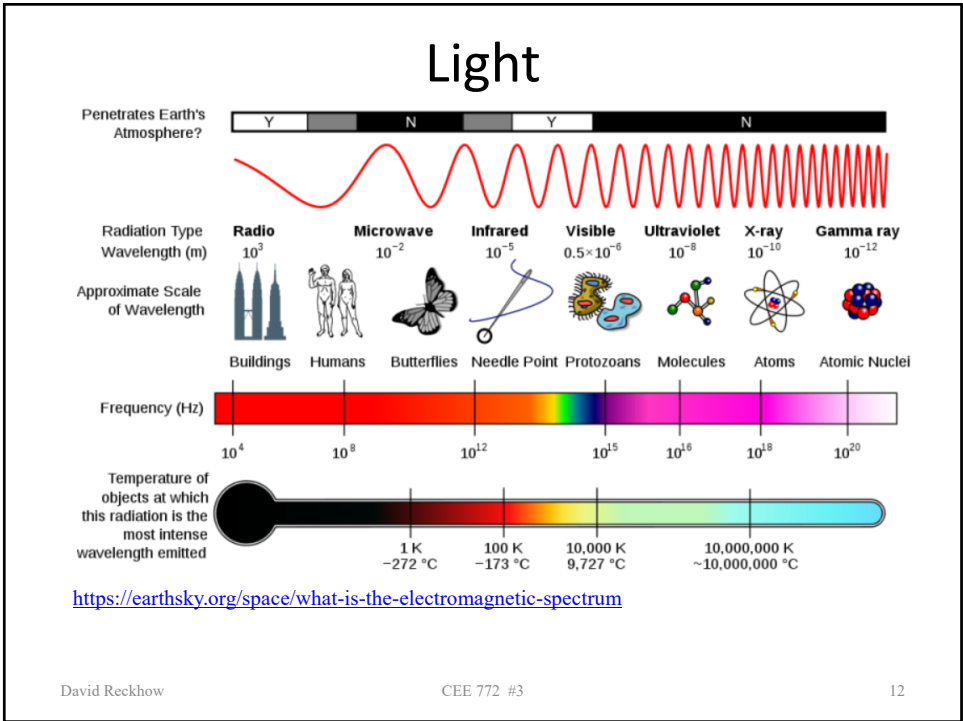 Light
Penetrates Earth's
Atmosphere?
Y N Y N
Radiation Type
Wavelength (m)
Radio Microwave Infrared Visible Ultraviolet X-ray Gamma ray
10³ 10⁻² 10⁻⁵ 0.5×10⁻⁶ 10⁻⁸ 10⁻¹⁰ 10⁻¹²
Approximate Scale
of Wavelength
Buildings Humans Butterflies Needle Point Protozoans Molecules Atoms Atomic Nuclei
Frequency (Hz)
10⁴ 10⁸ 10¹² 10¹⁵ 10¹⁶ 10¹⁸ 10²⁰
Temperature of
objects at which
this radiation is the
most intense
wavelength emitted
1 K 100 K 10,000 K 10,000,000 K
−272 °C −173 °C 9,727 °C ~10,000,000 °C
https://earthsky.org/space/what-is-the-electromagnetic-spectrum
David Reckhow CEE 772 #3 12